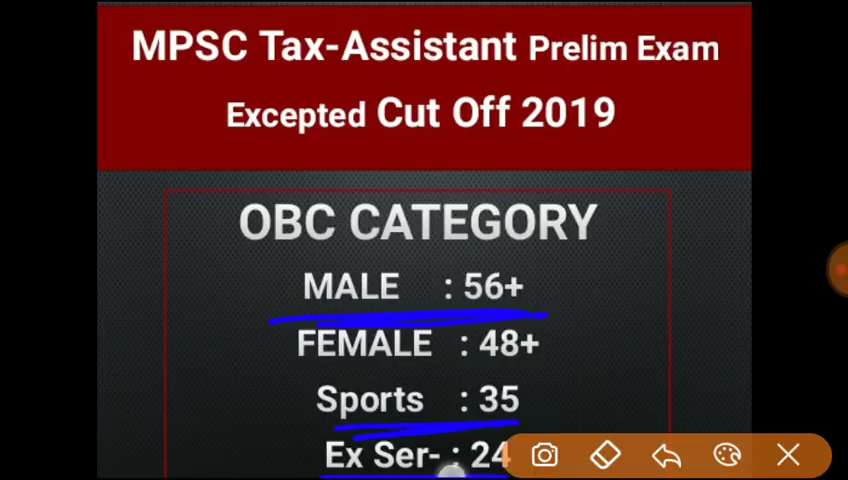 MPSC Tax-Assistant Prelim Exam
Excepted Cut Off 2019
OBC CATEGORY
MALE : 56+
FEMALE : 48+
Sports : 35
Ex Ser- : 24